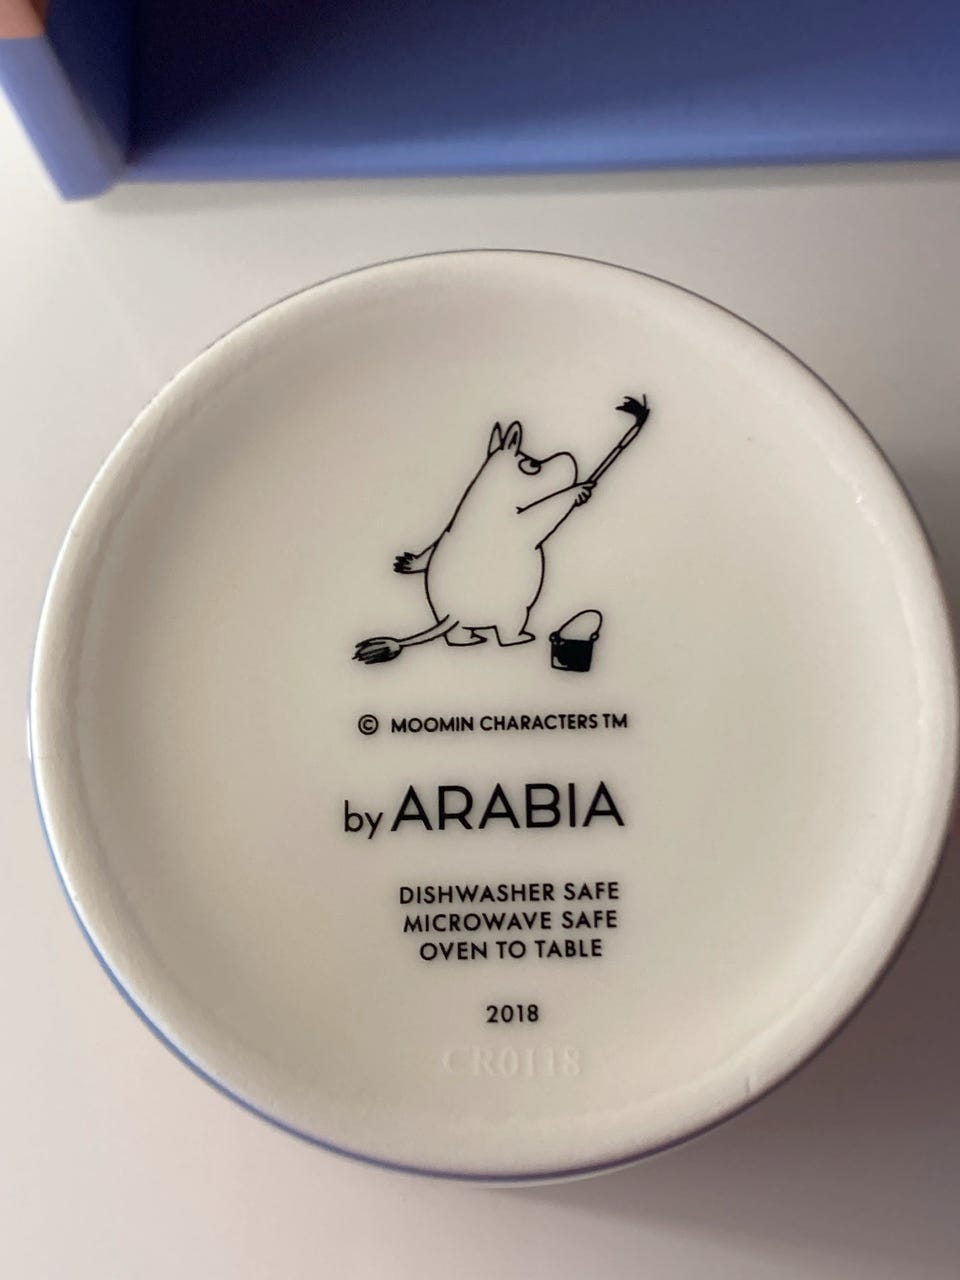 © MOOMIN CHARACTERS TM
by ARABIA
DISHWASHER SAFE
MICROWAVE SAFE
OVEN TO TABLE
2018
CR0118